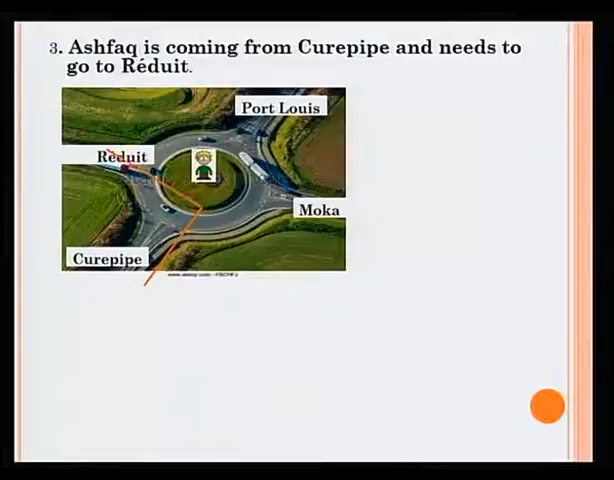 3. Ashfaq is coming from Curepipe and needs to
go to Réduit.
Port Louis
Réduit
Moka
Curepipe